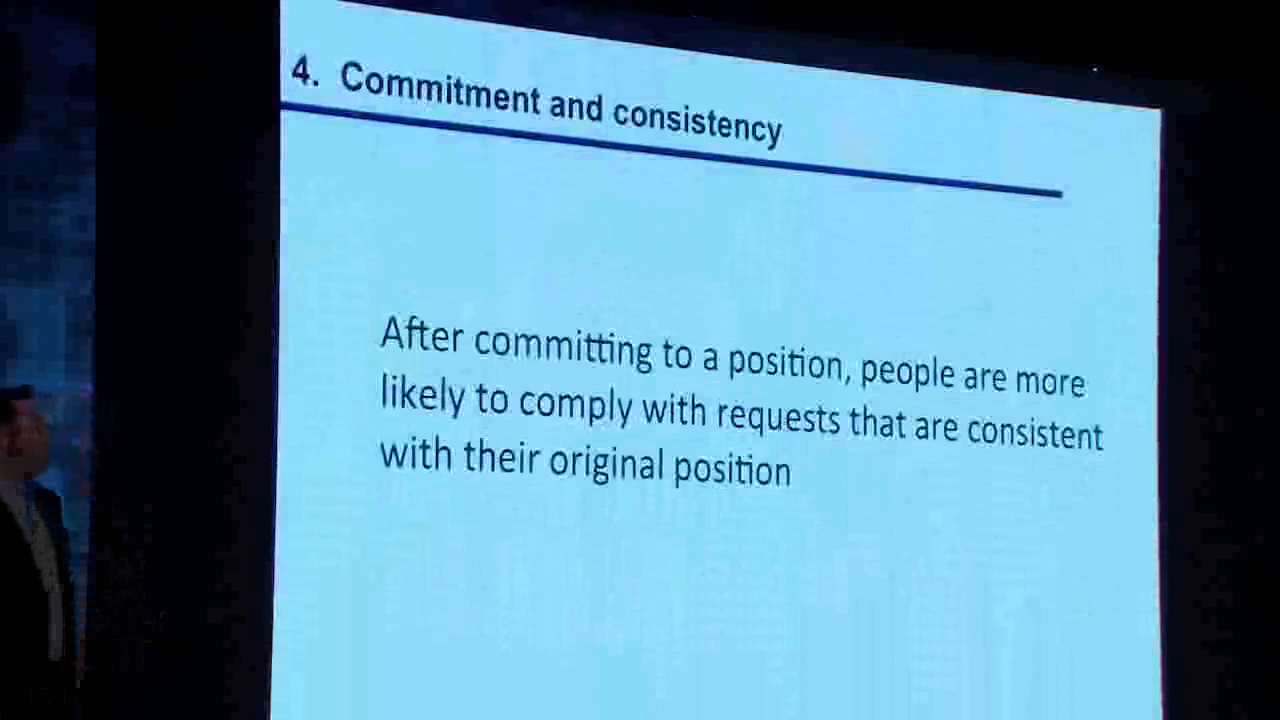 4. Commitment and consistency
After committing to a position, people are more
likely to comply with requests that are consistent
with their original position